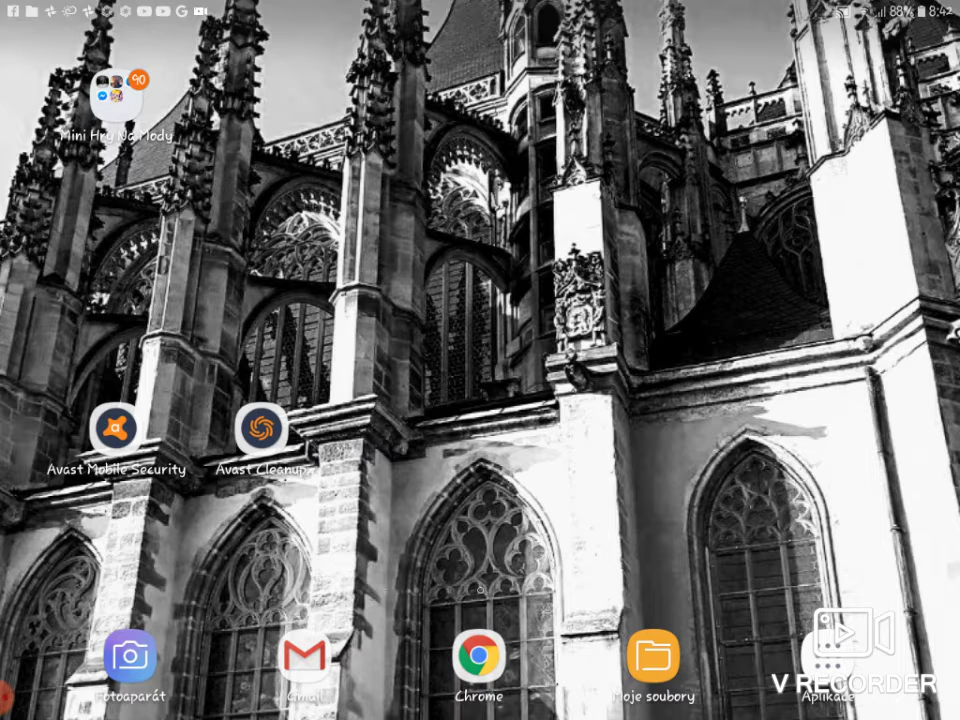 88% 8:42
90
Mini Hry Na Mody
Avast Mobile Security
Avast Cleanup
Fotoaparát
Gmail
Chrome
Moje soubory
Aplikace
V RECORDER